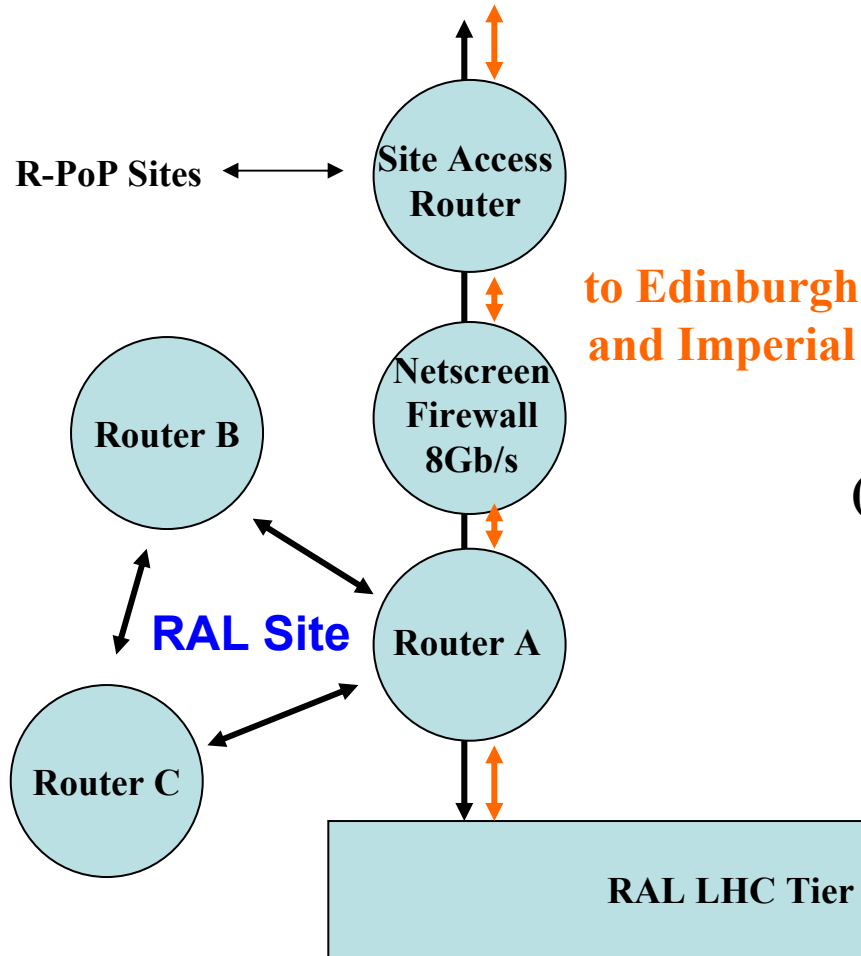 Site Access
Router
R-PoP Sites
to Edinburgh
and Imperial
Netscreen
Firewall
8Gb/s
Router B
(
RAL Site
Router A
Router C
RAL LHC Tier